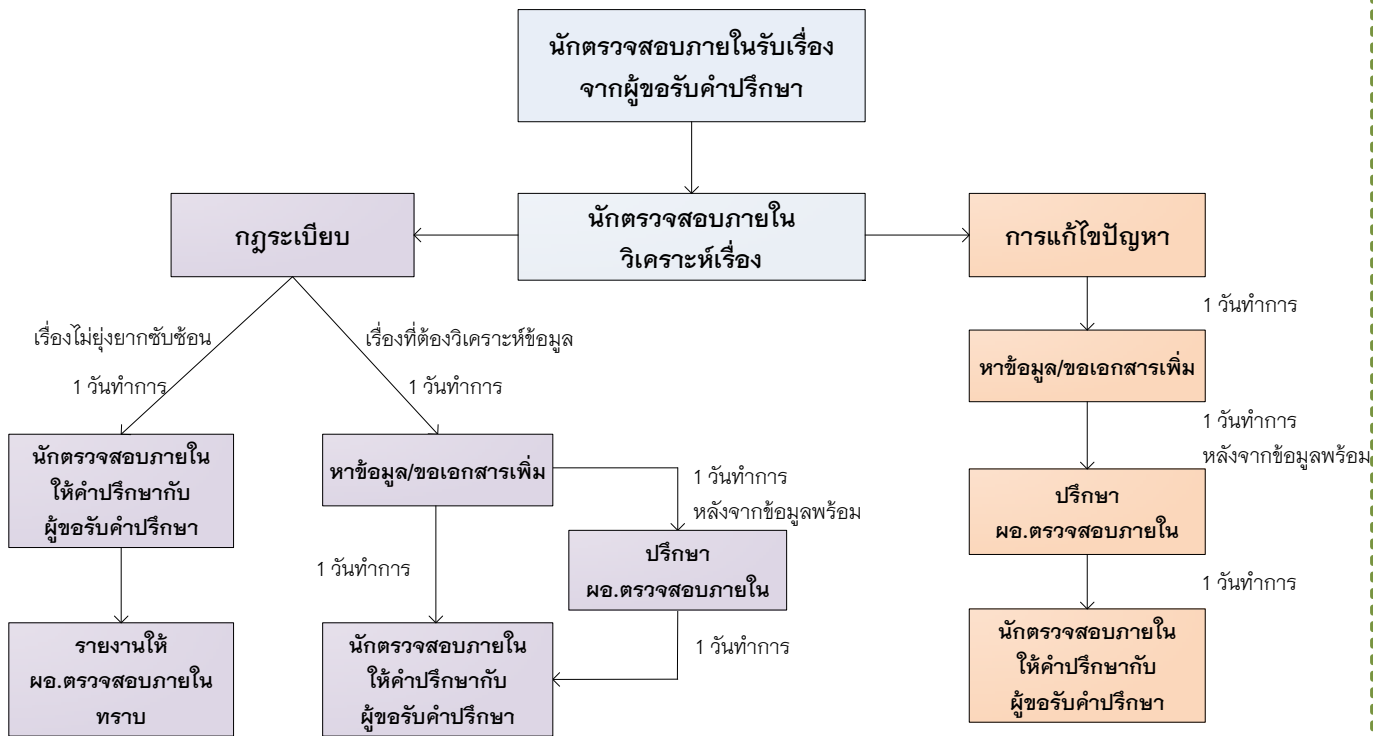 นักตรวจสอบภายในรับเรื่อง
จากผู้ขอรับคำปรึกษา
กฎระเบียบ
นักตรวจสอบภายใน
วิเคราะห์เรื่อง
การแก้ไขปัญหา
เรื่องไม่ยุ่งยากซับซ้อน
1 วันทำการ
เรื่องที่ต้องวิเคราะห์ข้อมูล
1 วันทำการ
1 วันทำการ
หาข้อมูล/ขอเอกสารเพิ่ม
1 วันทำการ
หลังจากข้อมูลพร้อม
นักตรวจสอบภายใน
ให้คำปรึกษากับ
ผู้ขอรับคำปรึกษา
หาข้อมูล/ขอเอกสารเพิ่ม
1 วันทำการ
หลังจากข้อมูลพร้อม
ปรึกษา
ผอ.ตรวจสอบภายใน
1 วันทำการ
ปรึกษา
ผอ.ตรวจสอบภายใน
1 วันทำการ
รายงานให้
ผอ.ตรวจสอบภายใน
ทราบ
นักตรวจสอบภายใน
ให้คำปรึกษากับ
ผู้ขอรับคำปรึกษา
1 วันทำการ
นักตรวจสอบภายใน
ให้คำปรึกษากับ
ผู้ขอรับคำปรึกษา